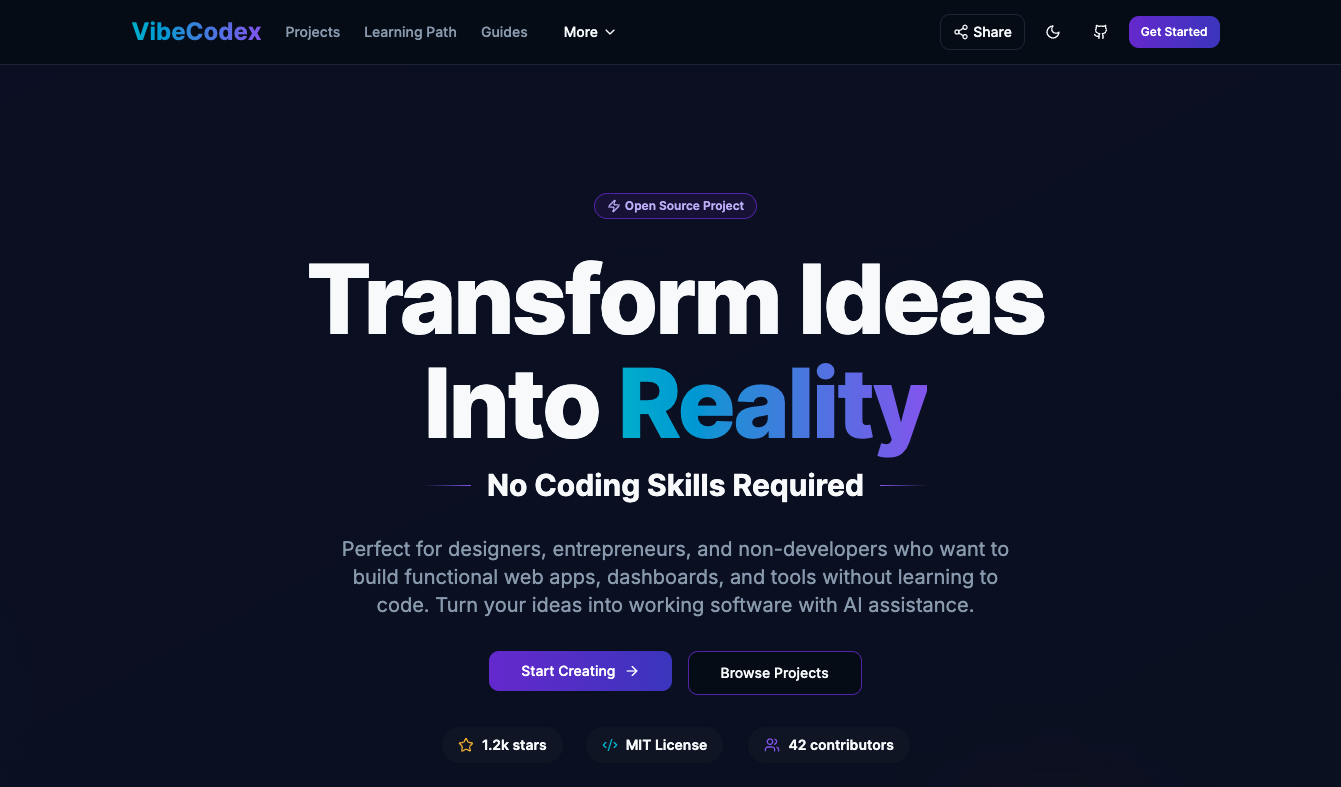 VibeCodex Projects Learning Path Guides More Share Get Started
Open Source Project
Transform Ideas
Into Reality
No Coding Skills Required
Perfect for designers, entrepreneurs, and non-developers who want to
build functional web apps, dashboards, and tools without learning to
code. Turn your ideas into working software with AI assistance.
Start Creating Browse Projects
1.2k stars MIT License 42 contributors